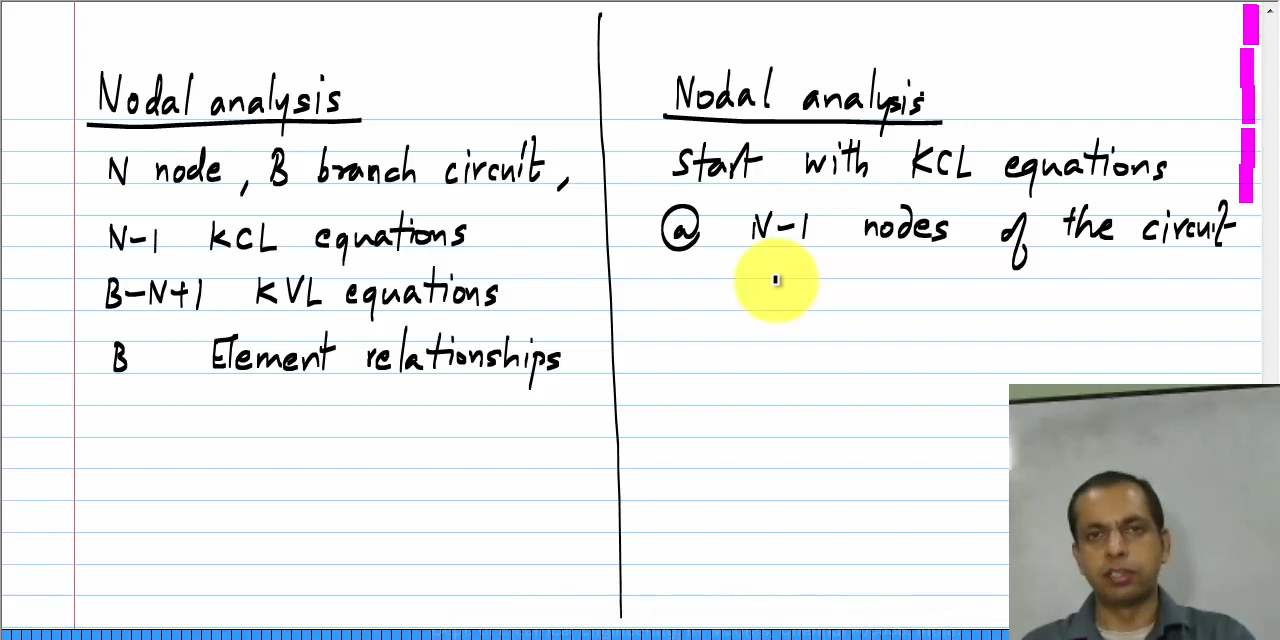 Nodal analysis
N node, B branch circuit,
N-1 KCL equations
B-N+1 KVL equations
B Element relationships
Nodal analysis
Start with KCL equations
@ N-1 nodes of the circuit